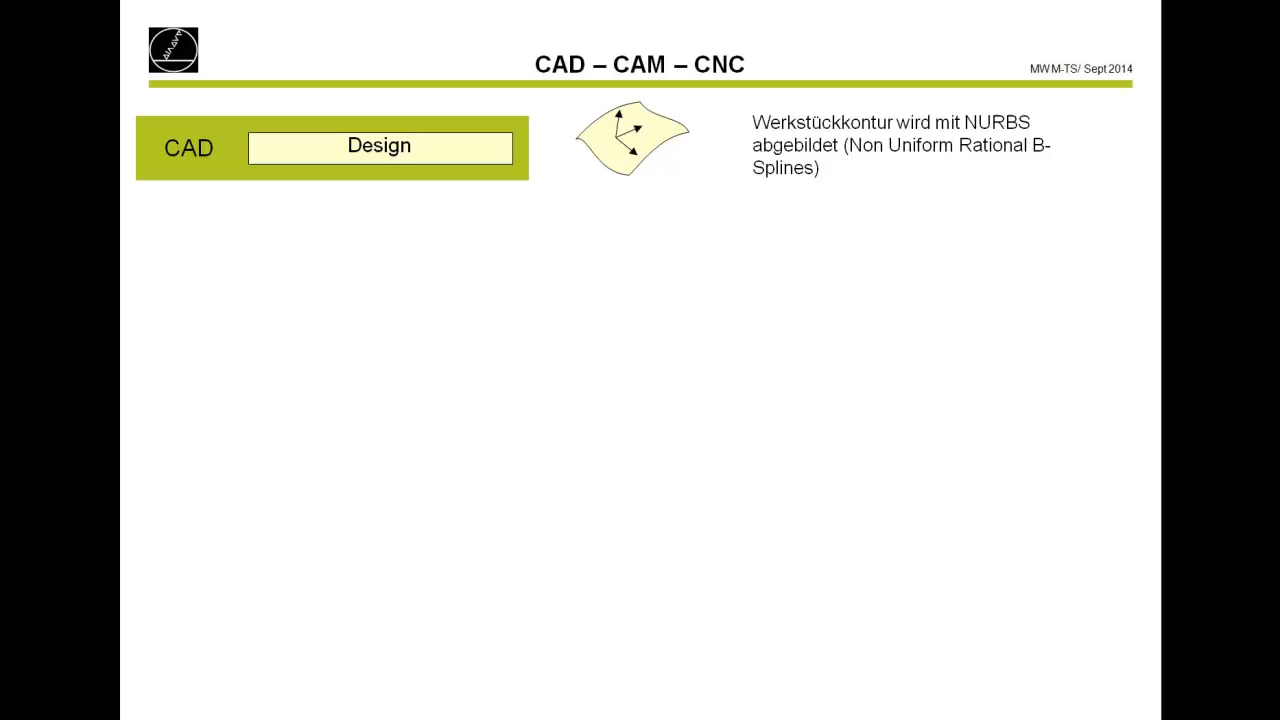 CAD – CAM – CNC
MWM-TS/ Sept 2014
CAD
Design
Werkstückkontur wird mit NURBS
abgebildet (Non Uniform Rational B-
Splines)